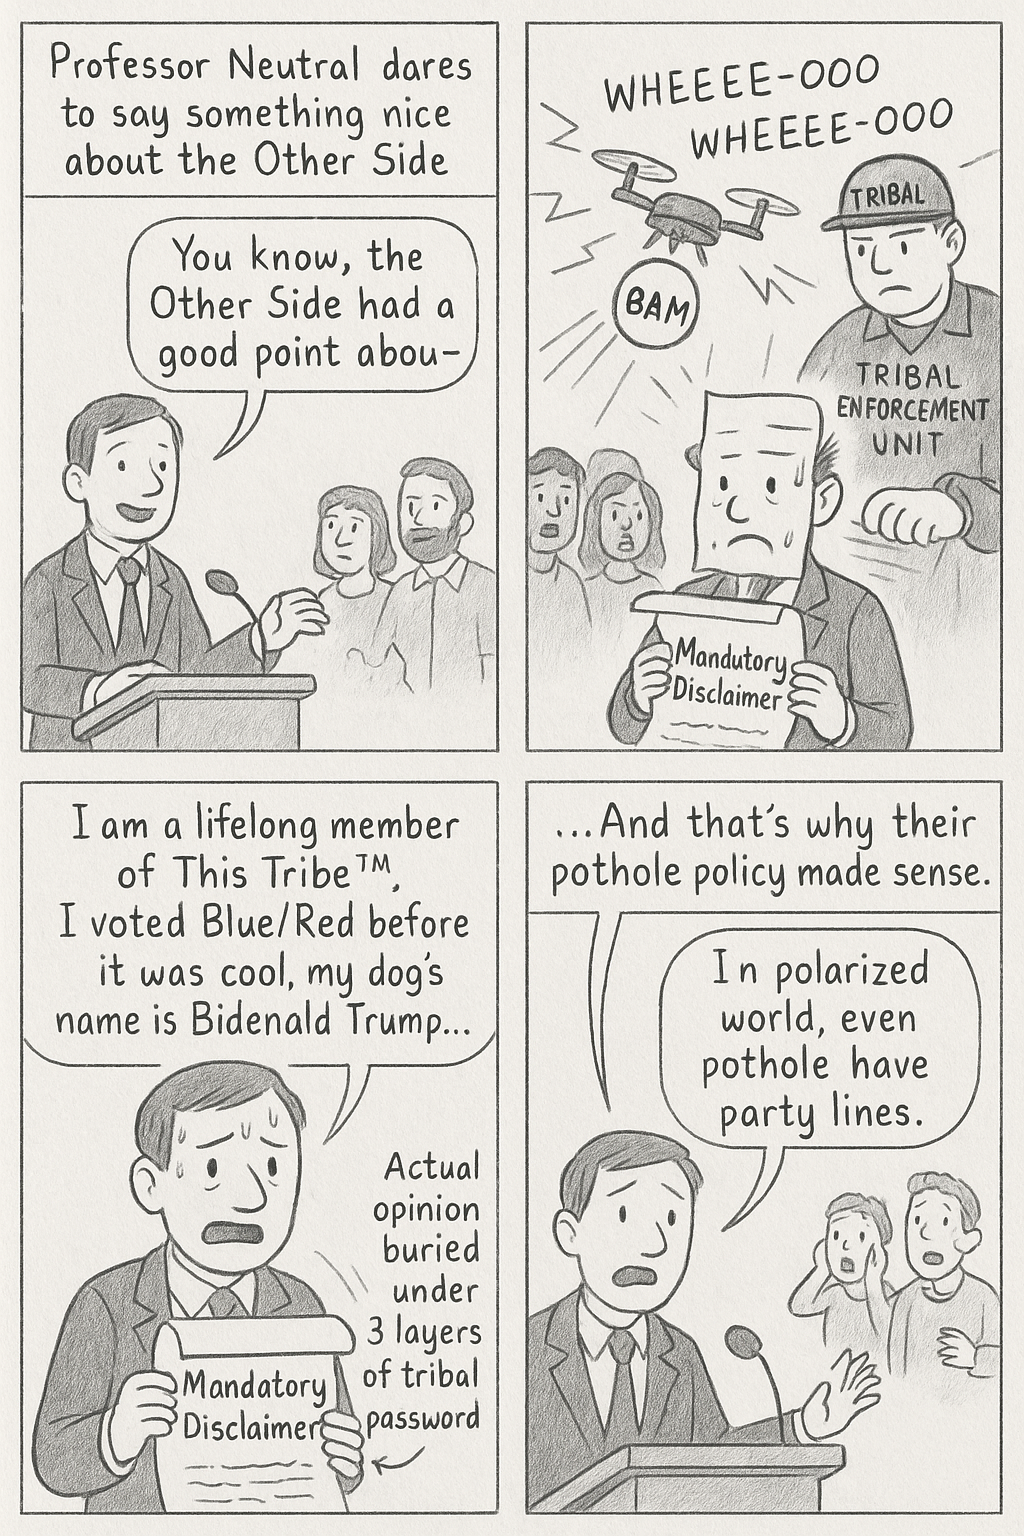 Professor Neutral dares
to say something nice
about the Other Side
You know, the
Other Side had a
good point abou-
WHEEEE-OOO
WHEEEE-OOO
TRIBAL
BAM
TRIBAL
ENFORCEMENT
UNIT
Mandutory
Disclaimer
I am a lifelong member
of This Tribe™,
I voted Blue/Red before
it was cool, my dog's
name is Bidenald Trump...
Actual
opinion
buried
under
3 layers
of tribal
password
Mandatory
Disclaimer
...And that's why their
pothole policy made sense.
In polarized
world, even
pothole have
party lines.